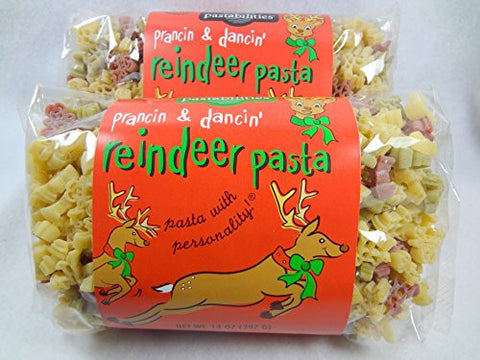 pastabilities
prancin & dancin'
reindeer pasta
pastabilities
prancin & dancin'
reindeer pasta
pasta with
personality!®
NET WT. 14 OZ (397 G)